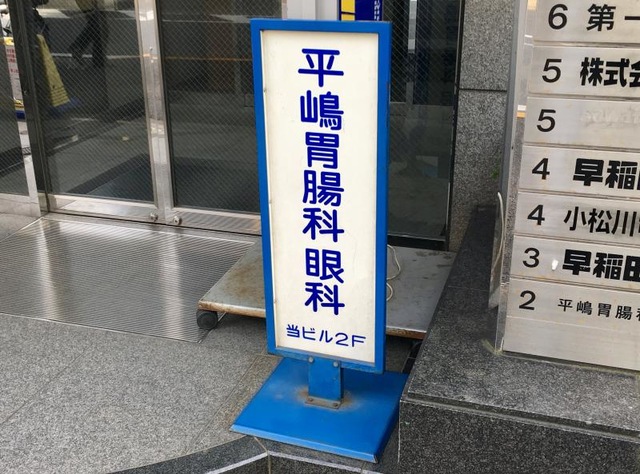 平嶋胃腸科 眼科
当ビル2F
6 第一
5 株式会
5
4 早稲
4 小松川
3 早稲田
2 平嶋胃腸